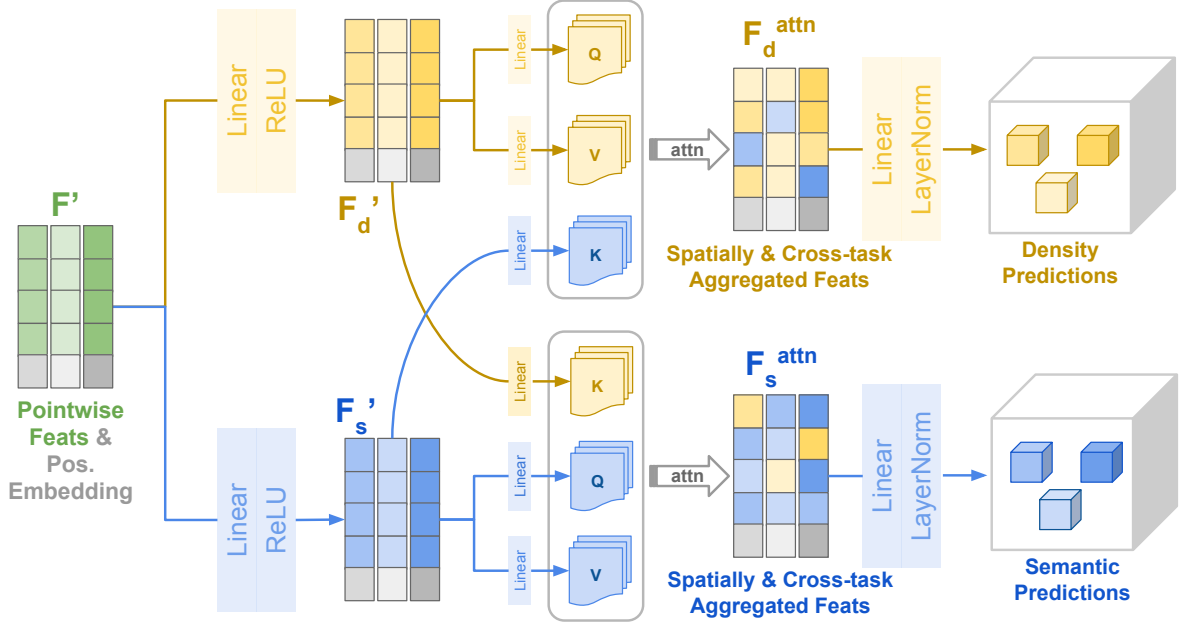 F'
Pointwise
Feats &
Pos.
Embedding
Linear
ReLU
F_d'
Linear
Q
Linear
V
Linear
K
attn
F_d^attn
Spatially & Cross-task
Aggregated Feats
Linear
LayerNorm
Density
Predictions
Linear
ReLU
F_s'
Linear
K
Linear
Q
Linear
V
attn
F_s^attn
Spatially & Cross-task
Aggregated Feats
Linear
LayerNorm
Semantic
Predictions